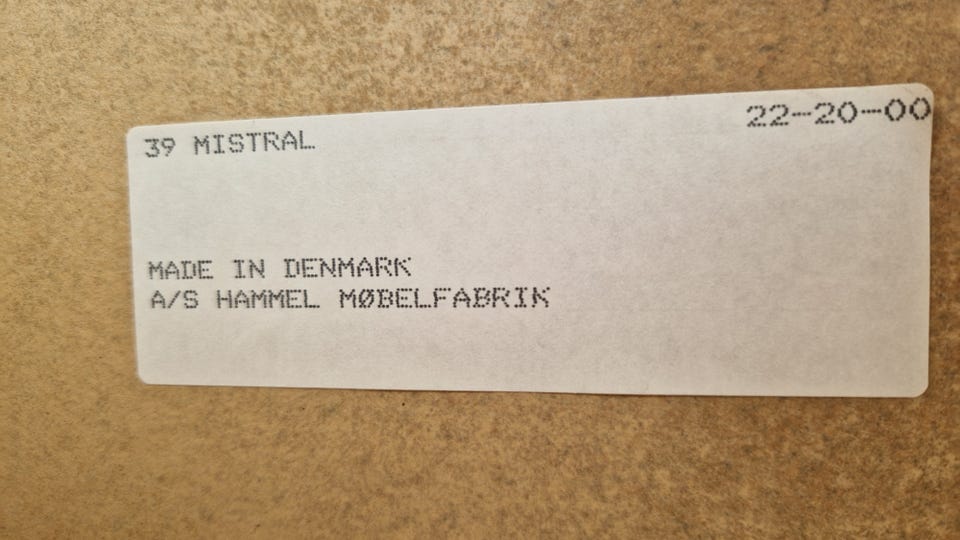 39 MISTRAL 22-20-00
MADE IN DENMARK
A/S HAMMEL MØBELFABRIK